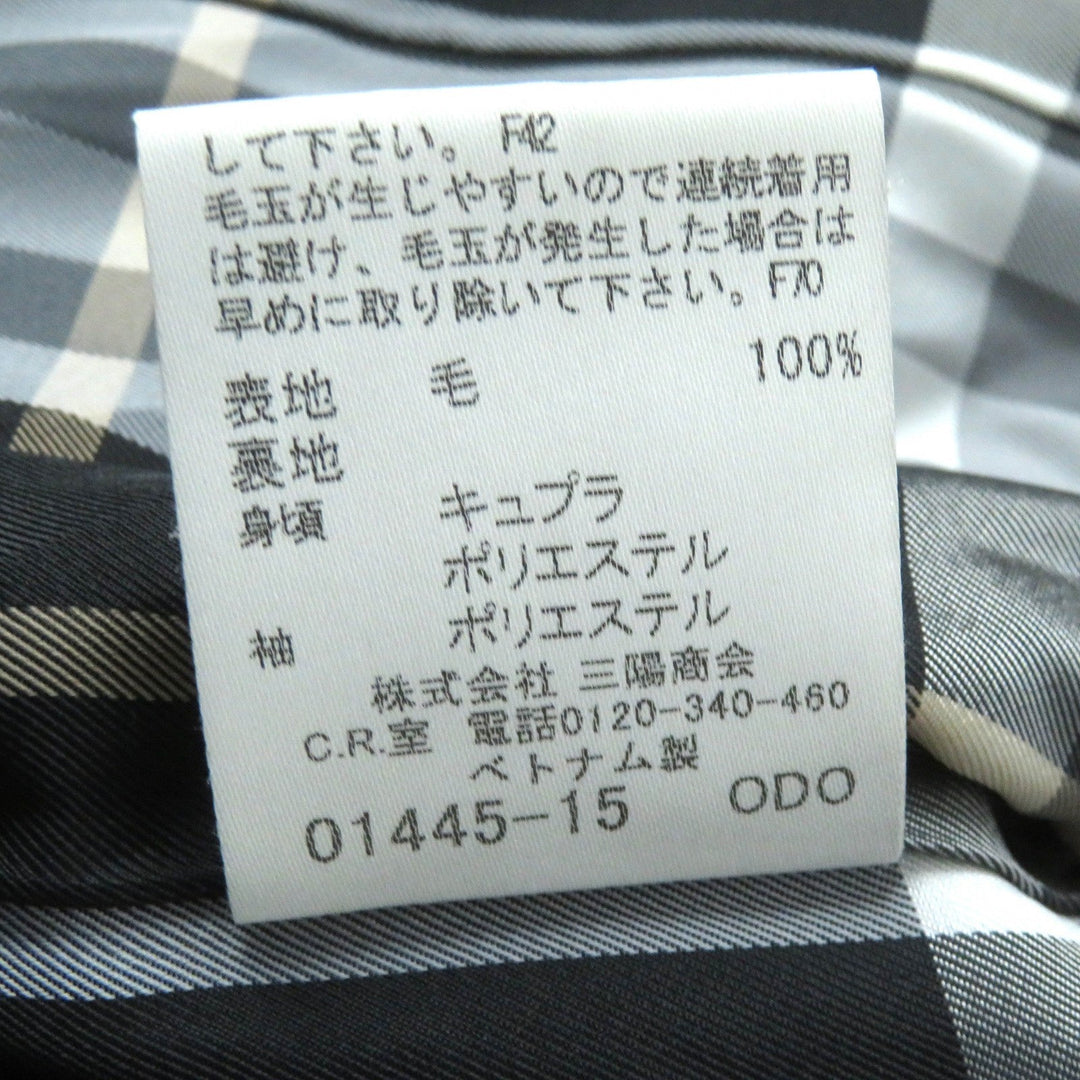 して下さい。 F42
毛玉が生じやすいので連続着用
は避け、毛玉が発生した場合は
早めに取り除いて下さい。F70
表地 毛 100%
裏地
身頃 キュプラ
ポリエステル
袖 ポリエステル
株式会社 三陽商会
C.R.室 電話0120-340-460
ベトナム製
01445-15 ODO